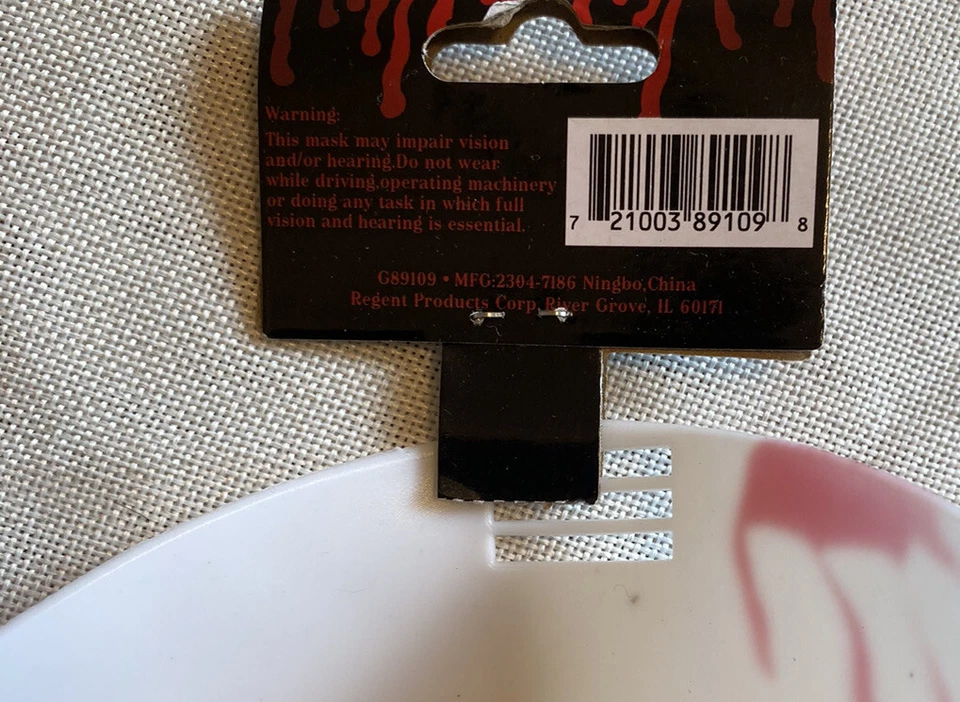 Warning:
This mask may impair vision
and/or hearing.Do not wear
while driving,operating machinery
or doing any task in which full
vision and hearing is essential.
7 21003 89109 8
G89109 • MFG:2304-7186 Ningbo,China
Regent Products Corp, River Grove, IL 60171